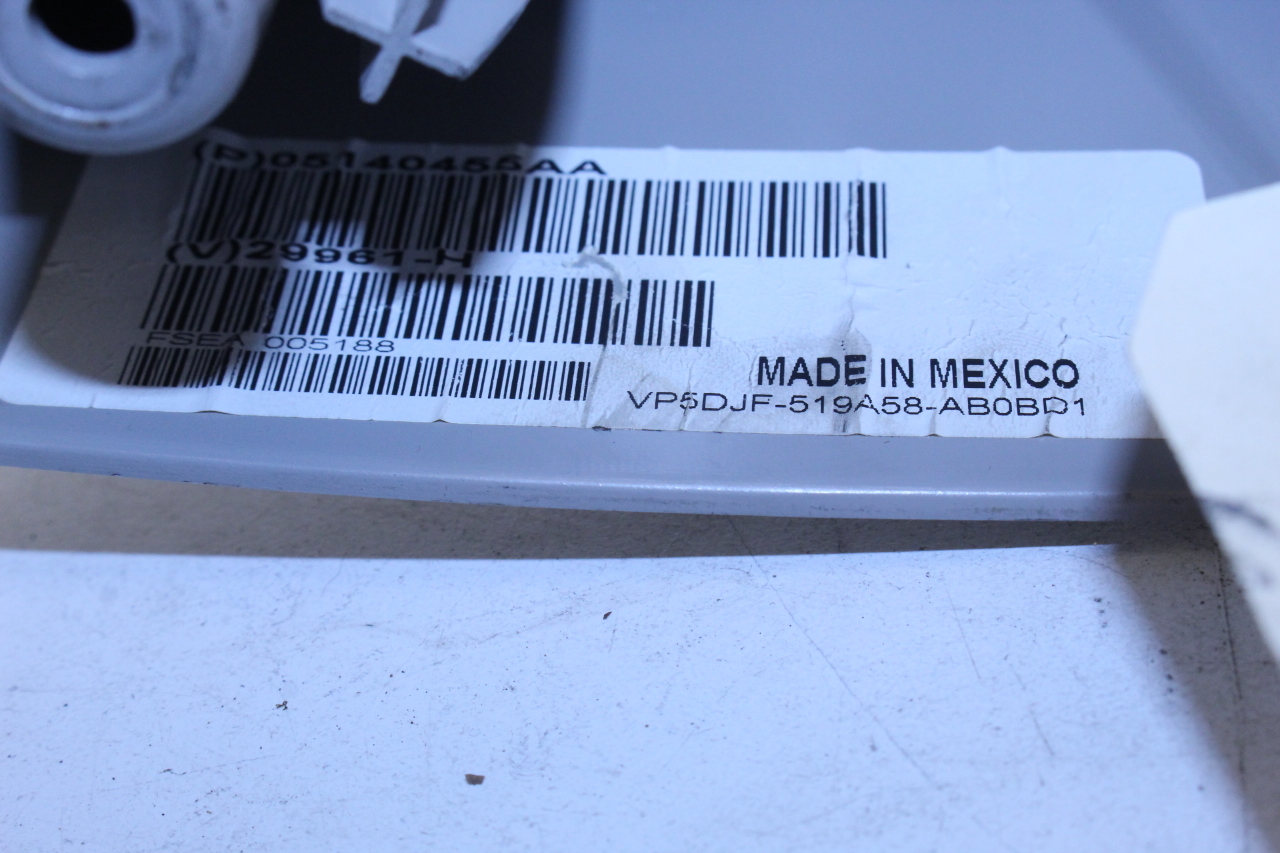 (P)05140455AA
(V)29961-H
FSEA 005188
MADE IN MEXICO
VP5DJF-519A58-AB0BD1